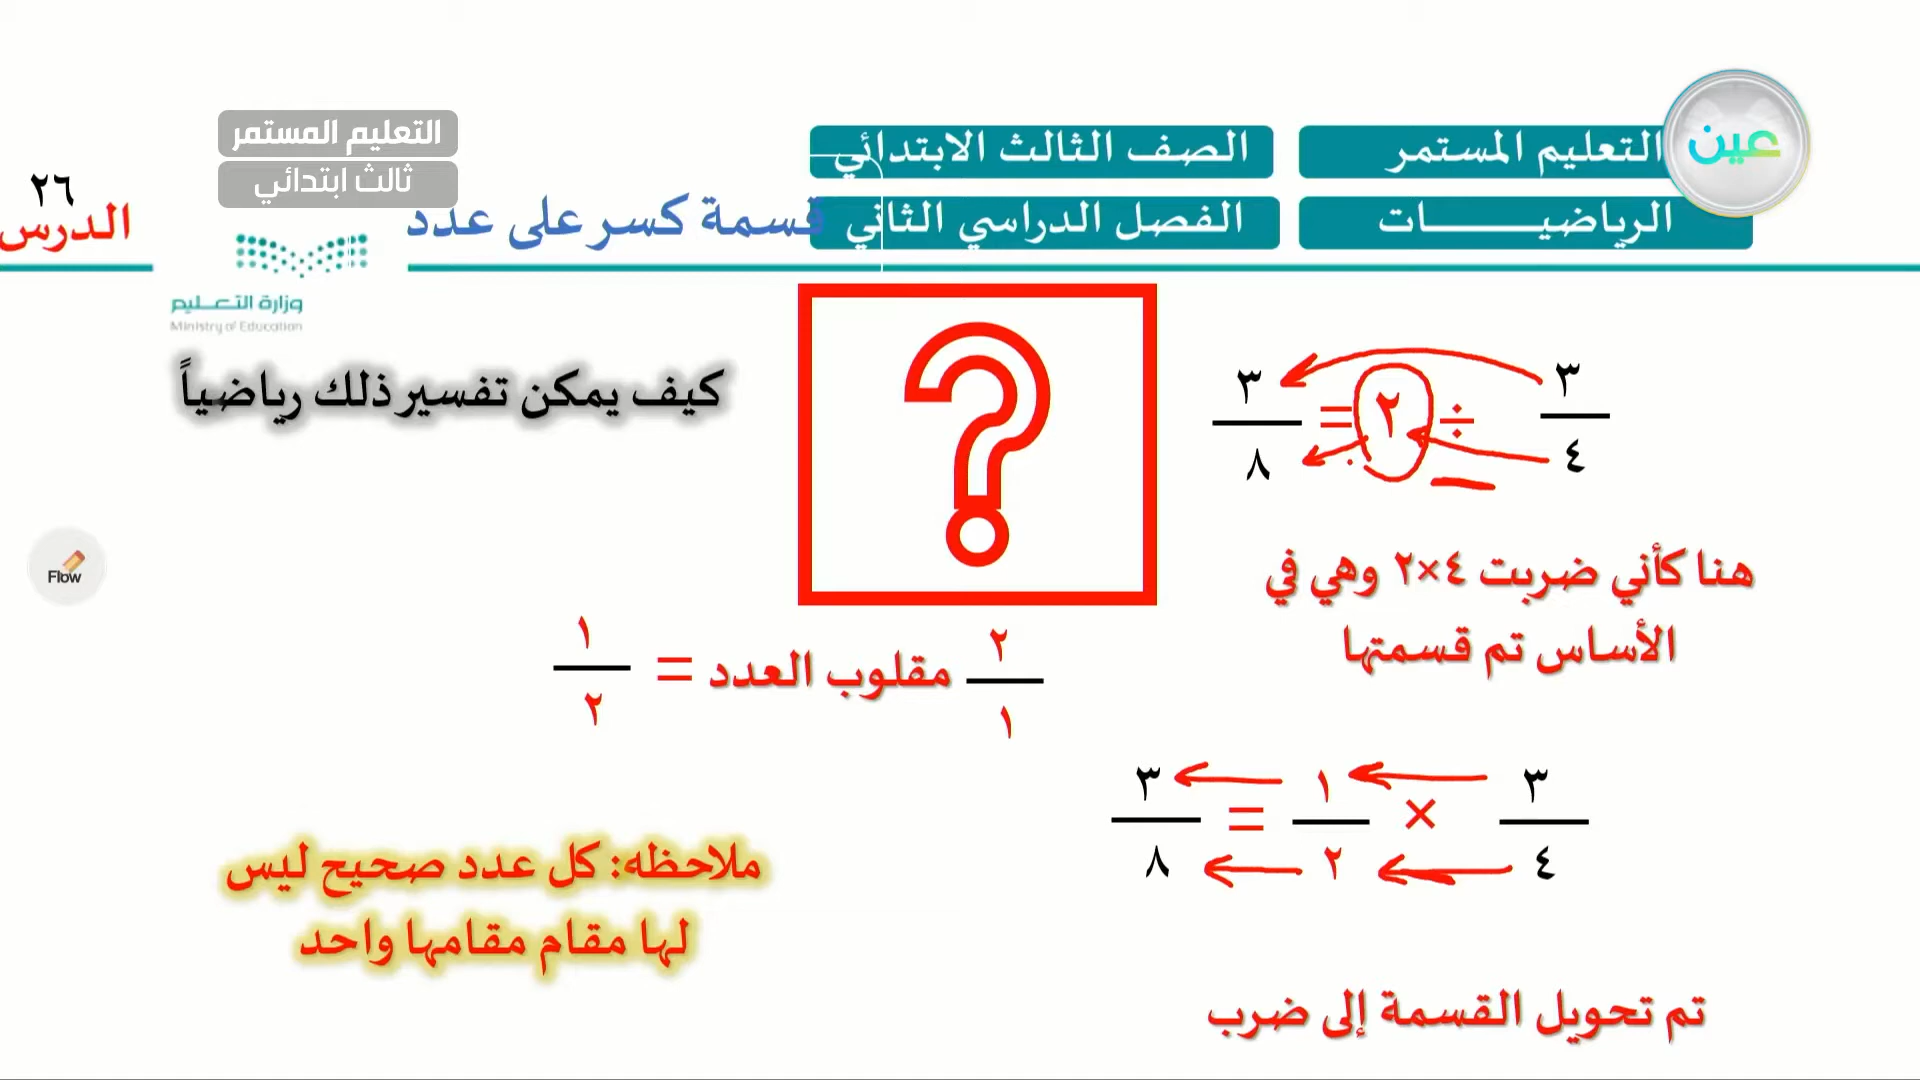 عين
التعليم المستمر
الصف الثالث الابتدائي
التعليم المستمر
ثالث ابتدائي
الرياضيـــــــــات
الفصل الدراسي الثاني
قسمة كسر على عدد
٢٦
الدرس
وزارة التعـــليم
Ministry of Education
٣/٤ ÷ ٢ = ٣/٨
كيف يمكن تفسير ذلك رياضياً
?
Flow
هنا كأني ضربت ٤×٢ وهي في
الأساس تم قسمتها
٢/١ مقلوب العدد = ١/٢
٣/٤ × ١/٢ = ٣/٨
ملاحظه: كل عدد صحيح ليس
لها مقام مقامها واحد
تم تحويل القسمة إلى ضرب